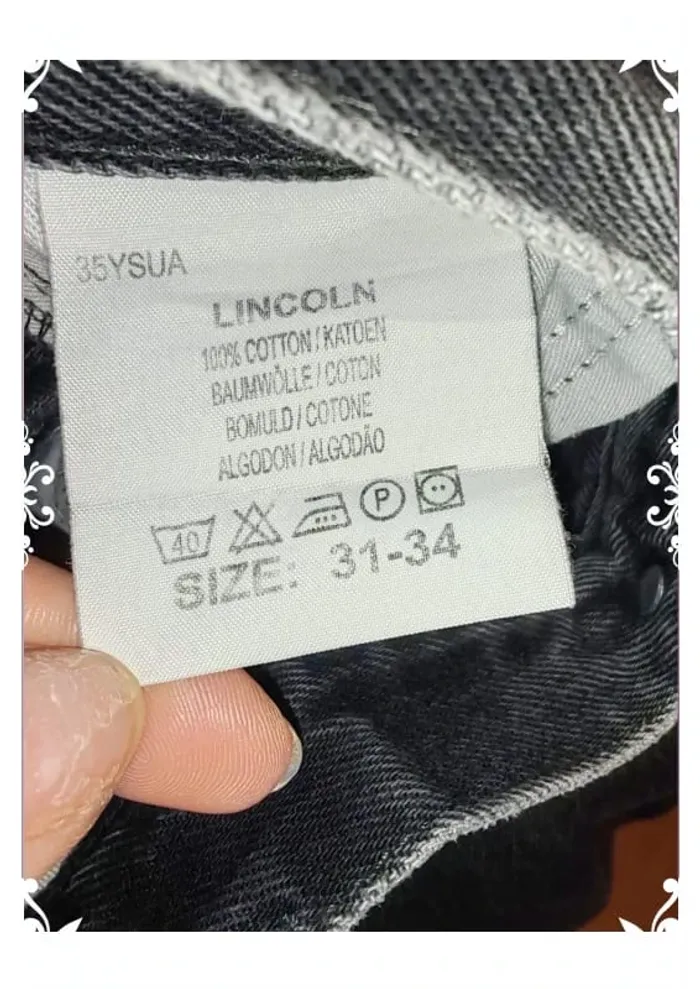 35YSUA
LINCOLN
100% COTTON / KATOEN
BAUMWÖLLE / COTON
BOMULD / COTONE
ALGODON / ALGODÃO
40 P
SIZE: 31-34